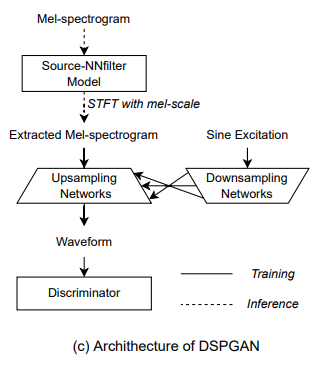 Mel-spectrogram
Source-NNfilter
Model
STFT with mel-scale
Extracted Mel-spectrogram
Sine Excitation
Upsampling
Networks
Downsampling
Networks
Waveform
Discriminator
Training
Inference
(c) Archithecture of DSPGAN